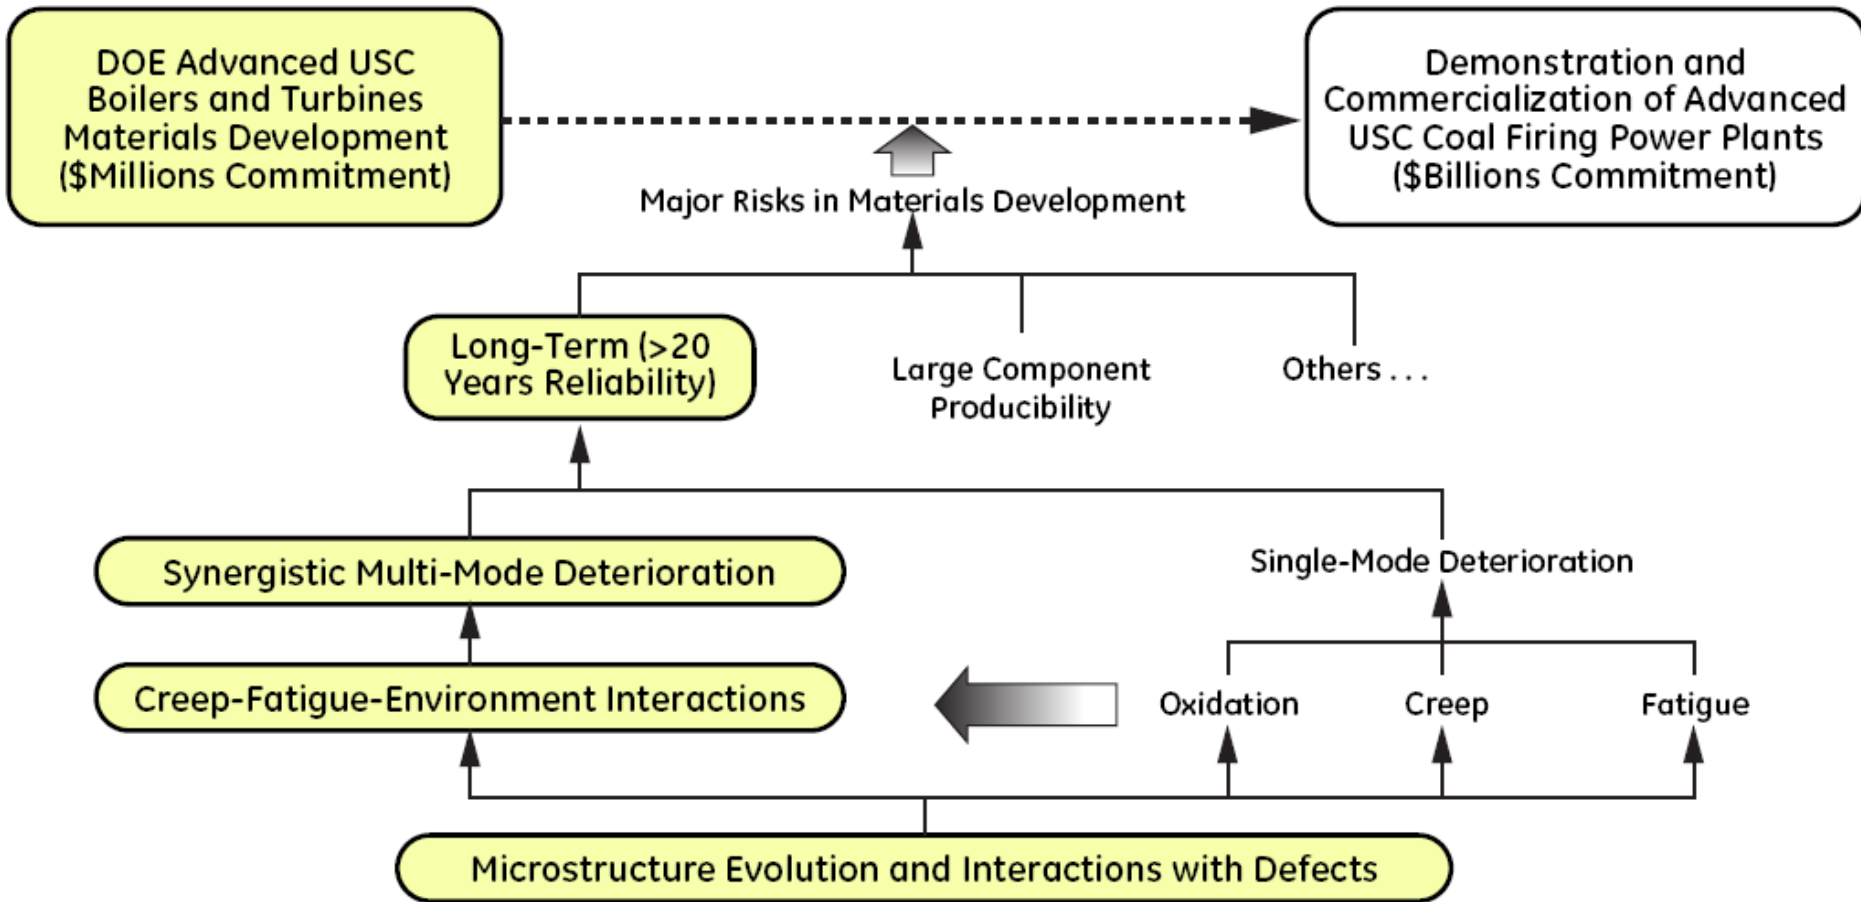 DOE Advanced USC
Boilers and Turbines
Materials Development
($Millions Commitment)
Demonstration and
Commercialization of Advanced
USC Coal Firing Power Plants
($Billions Commitment)
Major Risks in Materials Development
Long-Term (>20
Years Reliability)
Large Component
Producibility
Others . . .
Synergistic Multi-Mode Deterioration
Single-Mode Deterioration
Creep-Fatigue-Environment Interactions
Oxidation
Creep
Fatigue
Microstructure Evolution and Interactions with Defects